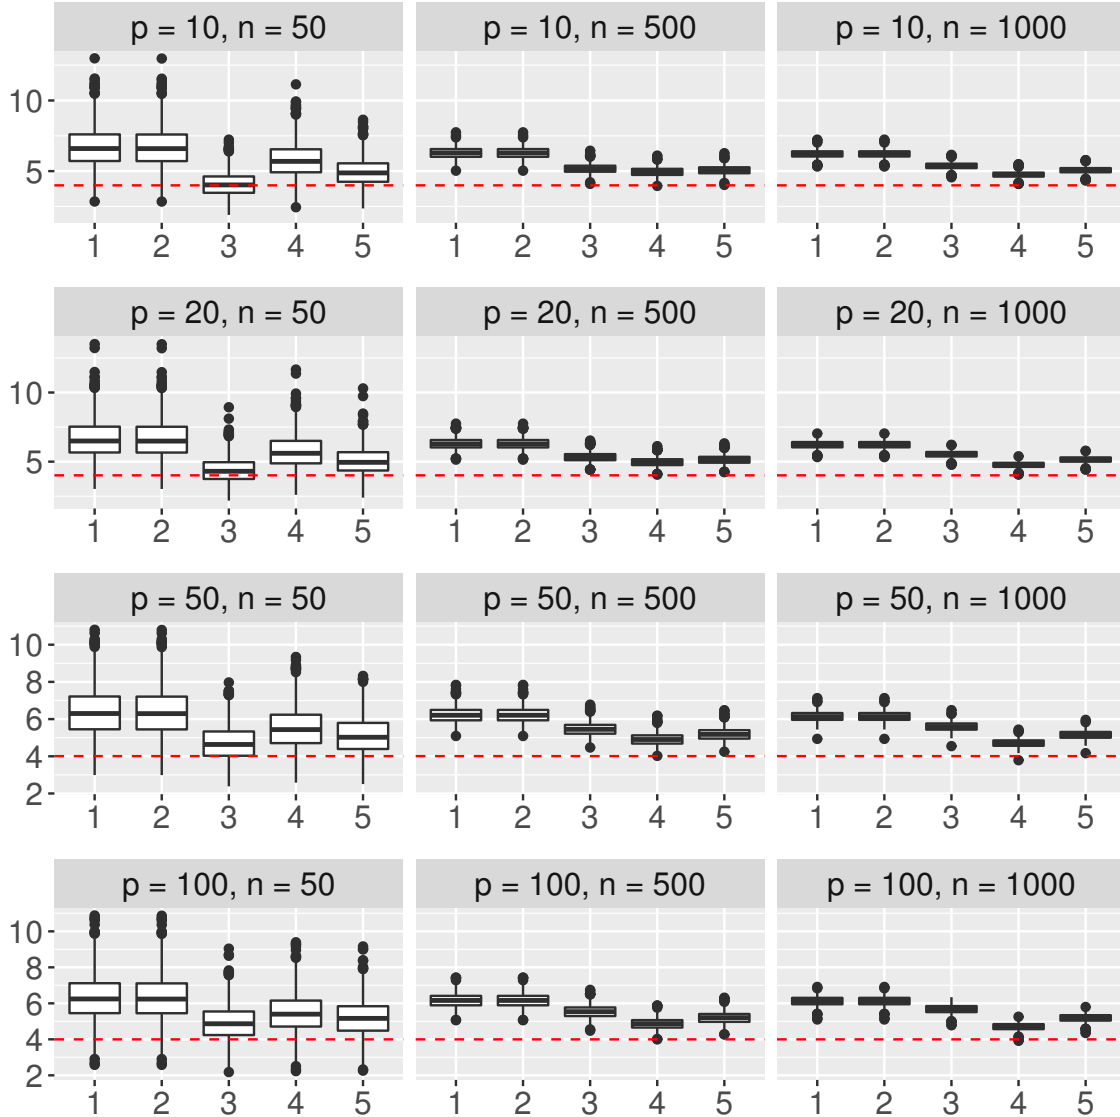 p = 10, n = 50 p = 10, n = 500 p = 10, n = 1000
10
5
1 2 3 4 5 1 2 3 4 5 1 2 3 4 5
p = 20, n = 50 p = 20, n = 500 p = 20, n = 1000
10
5
1 2 3 4 5 1 2 3 4 5 1 2 3 4 5
p = 50, n = 50 p = 50, n = 500 p = 50, n = 1000
10
8
6
4
2
1 2 3 4 5 1 2 3 4 5 1 2 3 4 5
p = 100, n = 50 p = 100, n = 500 p = 100, n = 1000
10
8
6
4
2
1 2 3 4 5 1 2 3 4 5 1 2 3 4 5